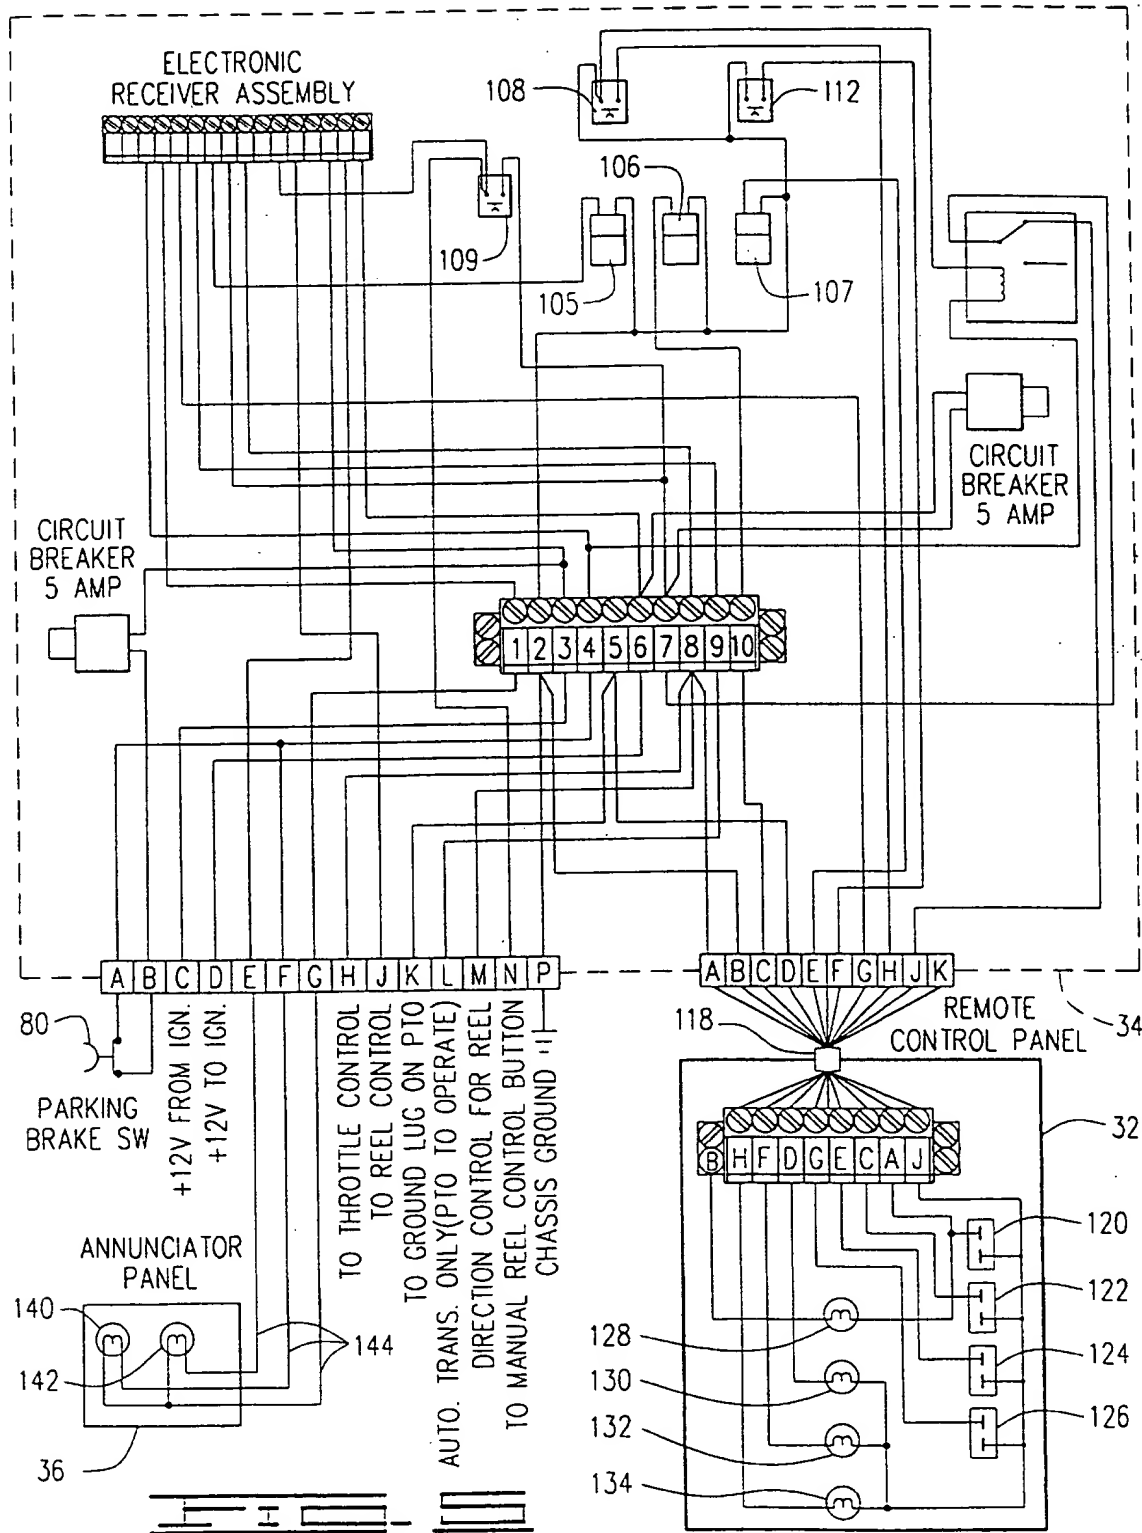 ELECTRONIC
RECEIVER ASSEMBLY
108
112
106
109
105
107
CIRCUIT
BREAKER
5 AMP
CIRCUIT
BREAKER
5 AMP
1 2 3 4 5 6 7 8 9 10
A B C D E F G H J K L M N P
A B C D E F G H J K
80
PARKING
BRAKE SW
+12V FROM IGN.
+12V TO IGN.
TO THROTTLE CONTROL
TO REEL CONTROL
TO GROUND LUG ON PTO
AUTO. TRANS. ONLY(PTO TO OPERATE)
DIRECTION CONTROL FOR REEL
TO MANUAL REEL CONTROL BUTTON
CHASSIS GROUND
118
REMOTE
CONTROL PANEL
34
32
B H F D G E C A J
120
122
124
126
128
130
132
134
ANNUNCIATOR
PANEL
140
142
144
36